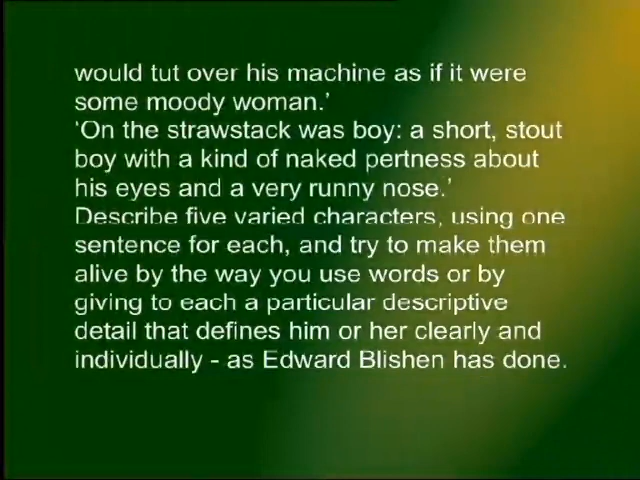 would tut over his machine as if it were
some moody woman.’
‘On the strawstack was boy: a short, stout
boy with a kind of naked pertness about
his eyes and a very runny nose.’
Describe five varied characters, using one
sentence for each, and try to make them
alive by the way you use words or by
giving to each a particular descriptive
detail that defines him or her clearly and
individually - as Edward Blishen has done.